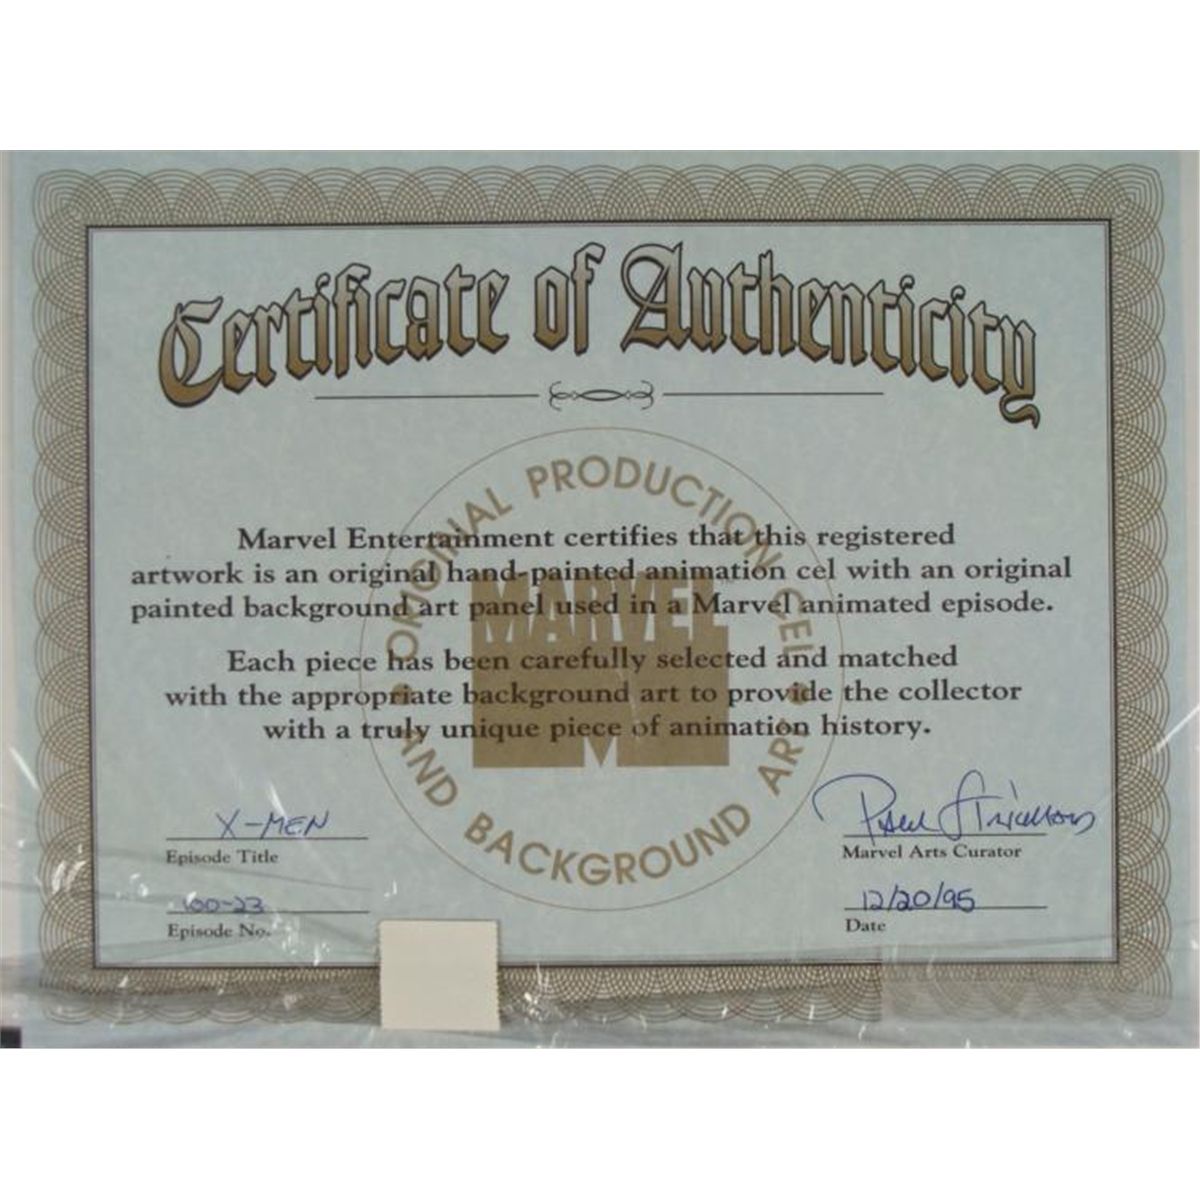 Certificate of Authenticity
ORIGINAL PRODUCTION CEL
AND BACKGROUND ART
MARVEL
M
Marvel Entertainment certifies that this registered
artwork is an original hand-painted animation cel with an original
painted background art panel used in a Marvel animated episode.
Each piece has been carefully selected and matched
with the appropriate background art to provide the collector
with a truly unique piece of animation history.
X-MEN
Episode Title
100-23
Episode No.
Paul
Marvel Arts Curator
12/20/95
Date